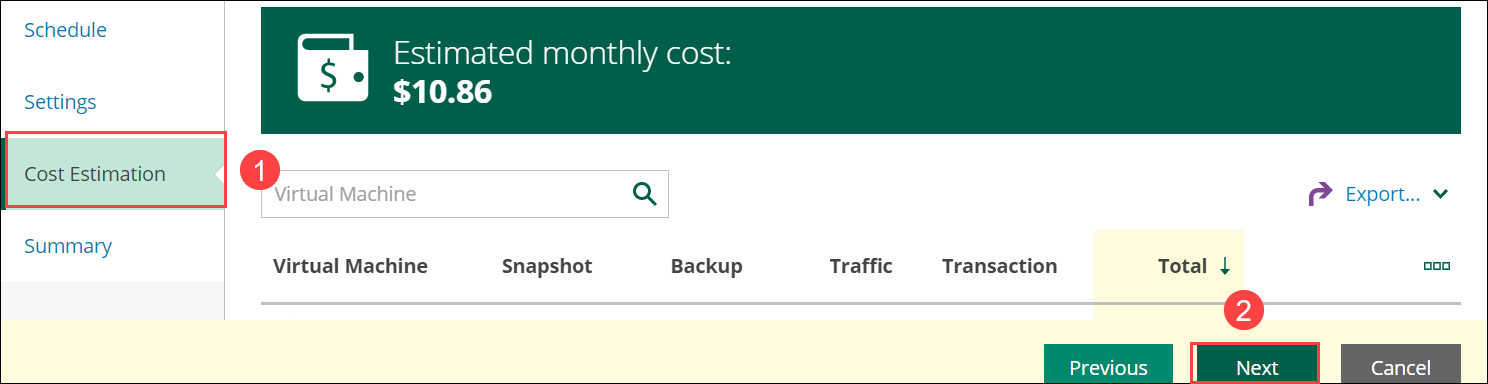 Schedule
Settings
Cost Estimation
Summary
$
Estimated monthly cost:
$10.86
1
Virtual Machine
Export...
Virtual Machine Snapshot Backup Traffic Transaction Total ↓
2
Previous Next Cancel